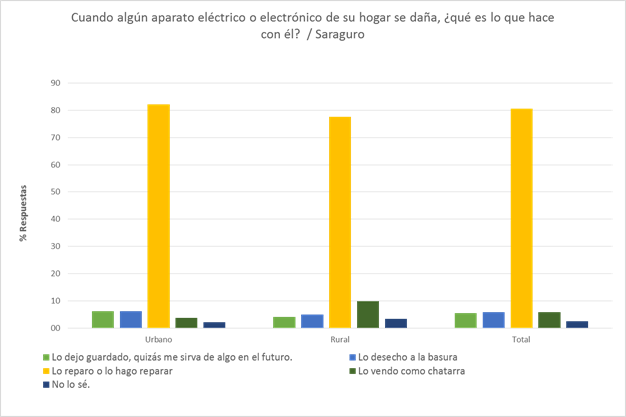 Cuando algún aparato eléctrico o electrónico de su hogar se daña, ¿qué es lo que hace
con él? / Saraguro
90
80
70
60
50
40
30
20
10
00
% Respuestas
Urbano Rural Total
Lo dejo guardado, quizás me sirva de algo en el futuro. Lo desecho a la basura
Lo reparo o lo hago reparar Lo vendo como chatarra
No lo sé.